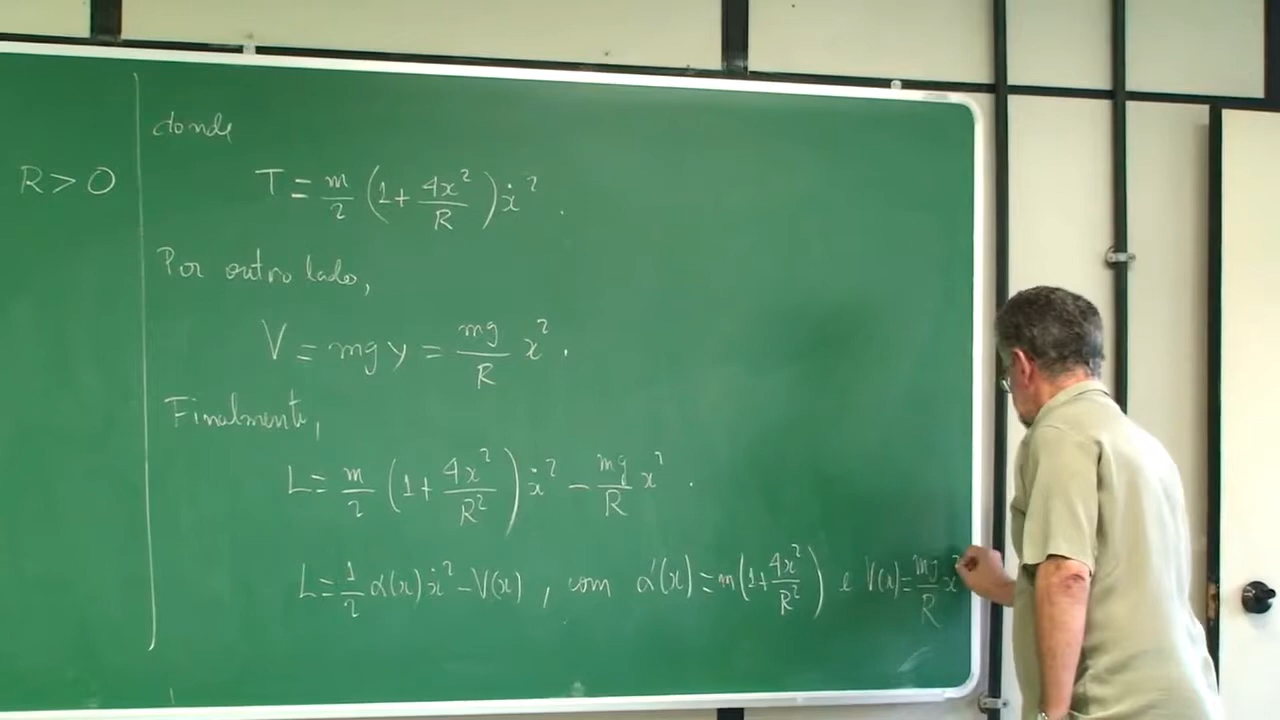 R > 0
donde
T = m/2 (1 + 4x²/R) ẋ² .
Por outro lado,
V = mgy = mg/R x² .
Finalmente,
L = m/2 (1 + 4x²/R²) ẋ² - mg/R x² .
L = 1/2 α(x) ẋ² - V(x) , com α(x) = m(1 + 4x²/R²) e V(x) = mg/R x²